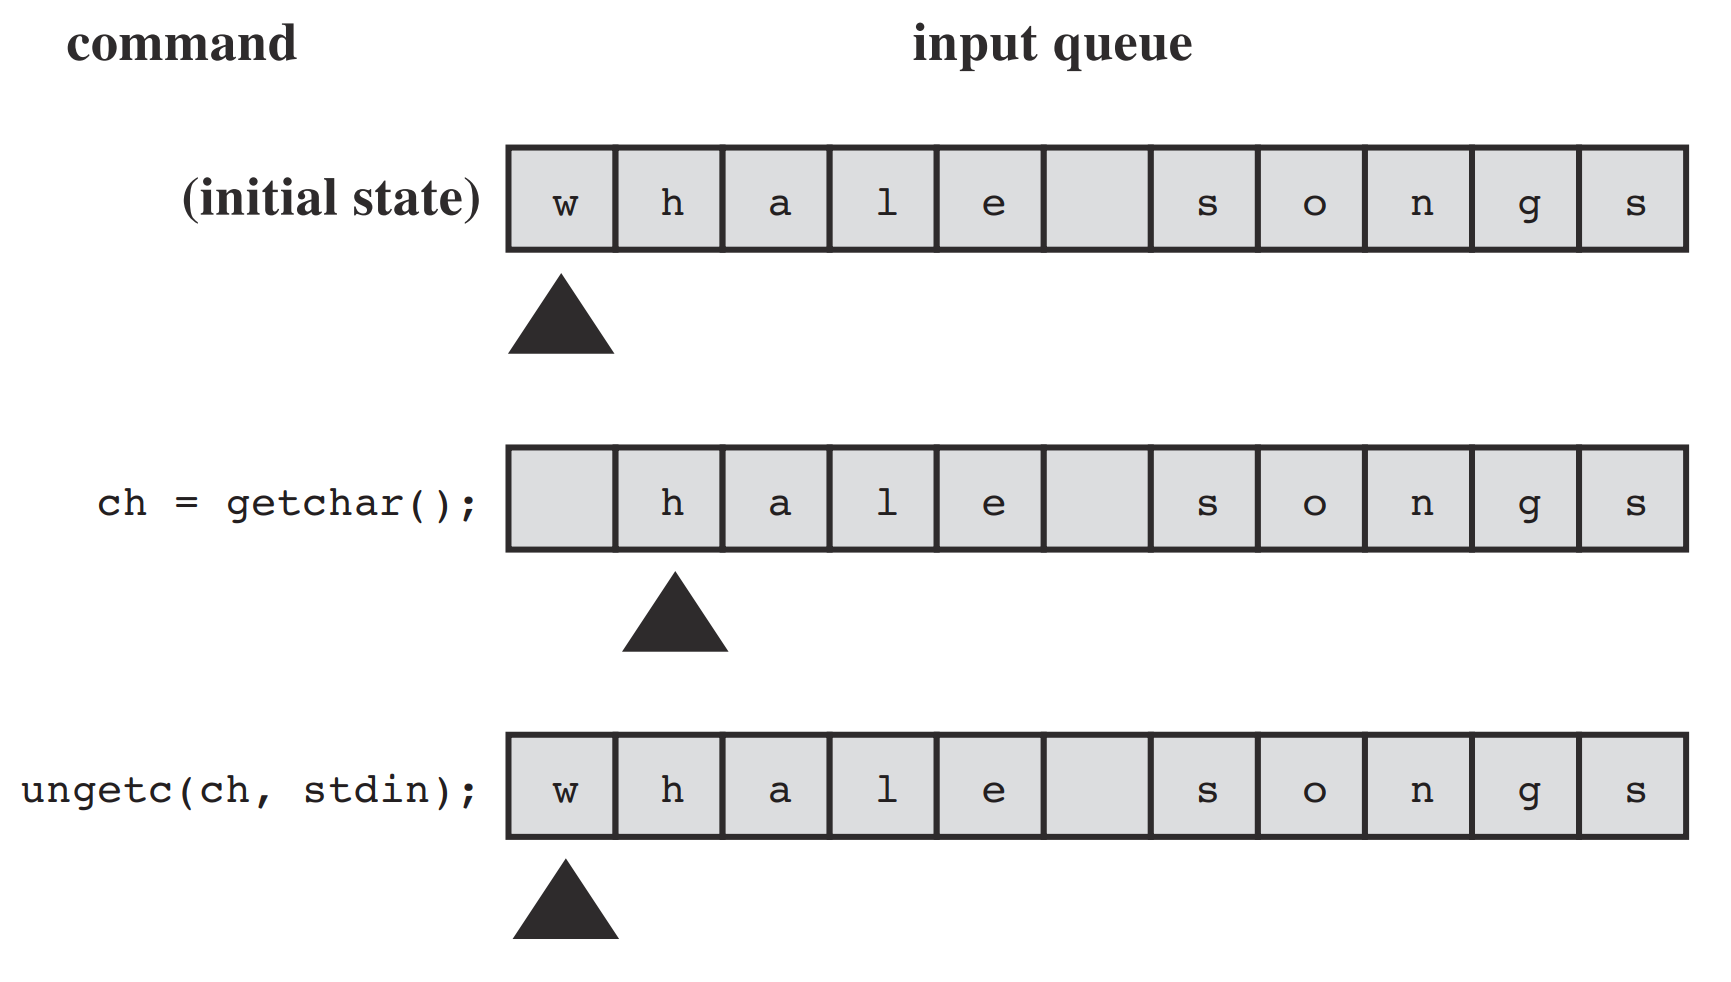 command input queue
(initial state) w h a l e s o n g s
ch = getchar(); h a l e s o n g s
ungetc(ch, stdin); w h a l e s o n g s